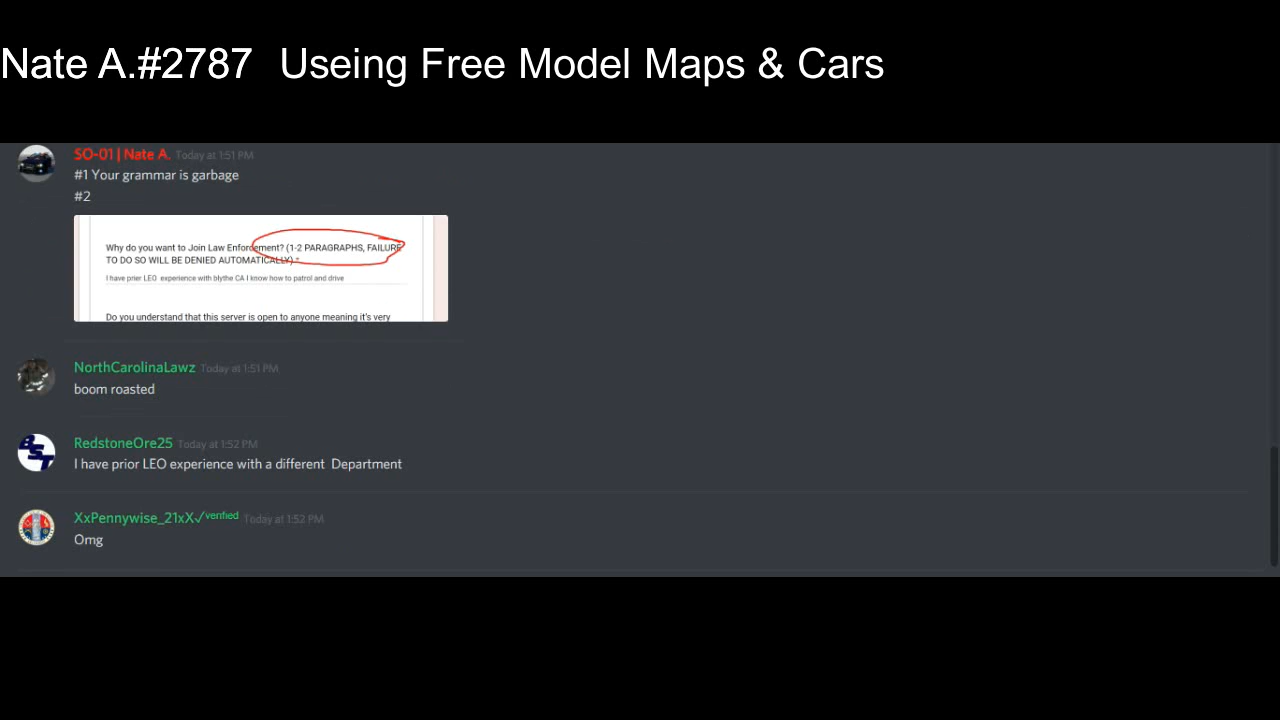 Nate A.#2787 Useing Free Model Maps & Cars
SO-01 | Nate A. Today at 1:51 PM
#1 Your grammar is garbage
#2
Why do you want to Join Law Enforcement? (1-2 PARAGRAPHS, FAILURE
TO DO SO WILL BE DENIED AUTOMATICALLY) *
I have prior LEO experience with blythe CA I know how to patrol and drive
Do you understand that this server is open to anyone meaning it's very
NorthCarolinaLawz Today at 1:51 PM
boom roasted
BST
RedstoneOre25 Today at 1:52 PM
I have prior LEO experience with a different Department
XxPennywise_21xX✓verified Today at 1:52 PM
Omg